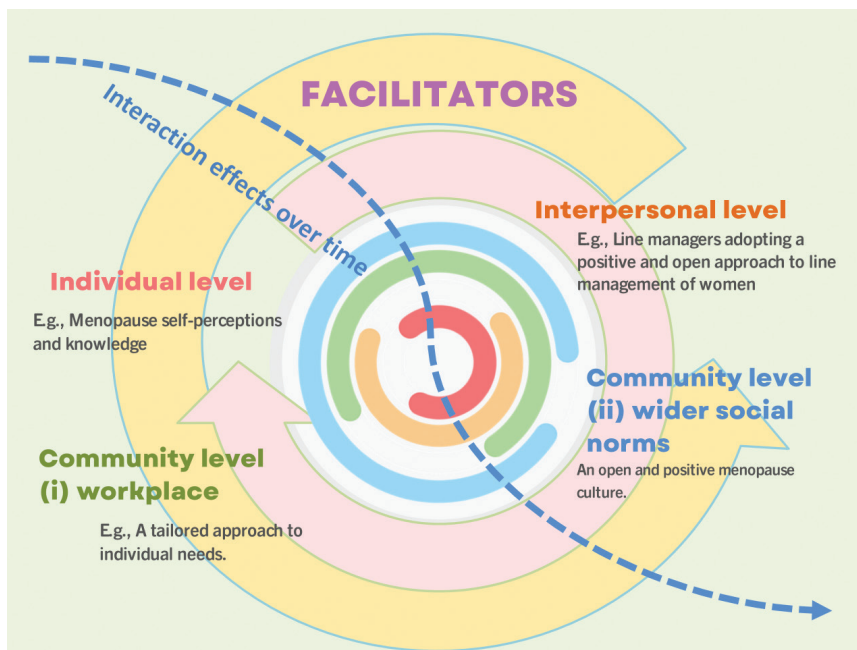 FACILITATORS
Interaction effects over time
Interpersonal level
E.g., Line managers adopting a
positive and open approach to line
management of women
Individual level
E.g., Menopause self-perceptions
and knowledge
Community level
(ii) wider social
norms
An open and positive menopause
culture.
Community level
(i) workplace
E.g., A tailored approach to
individual needs.